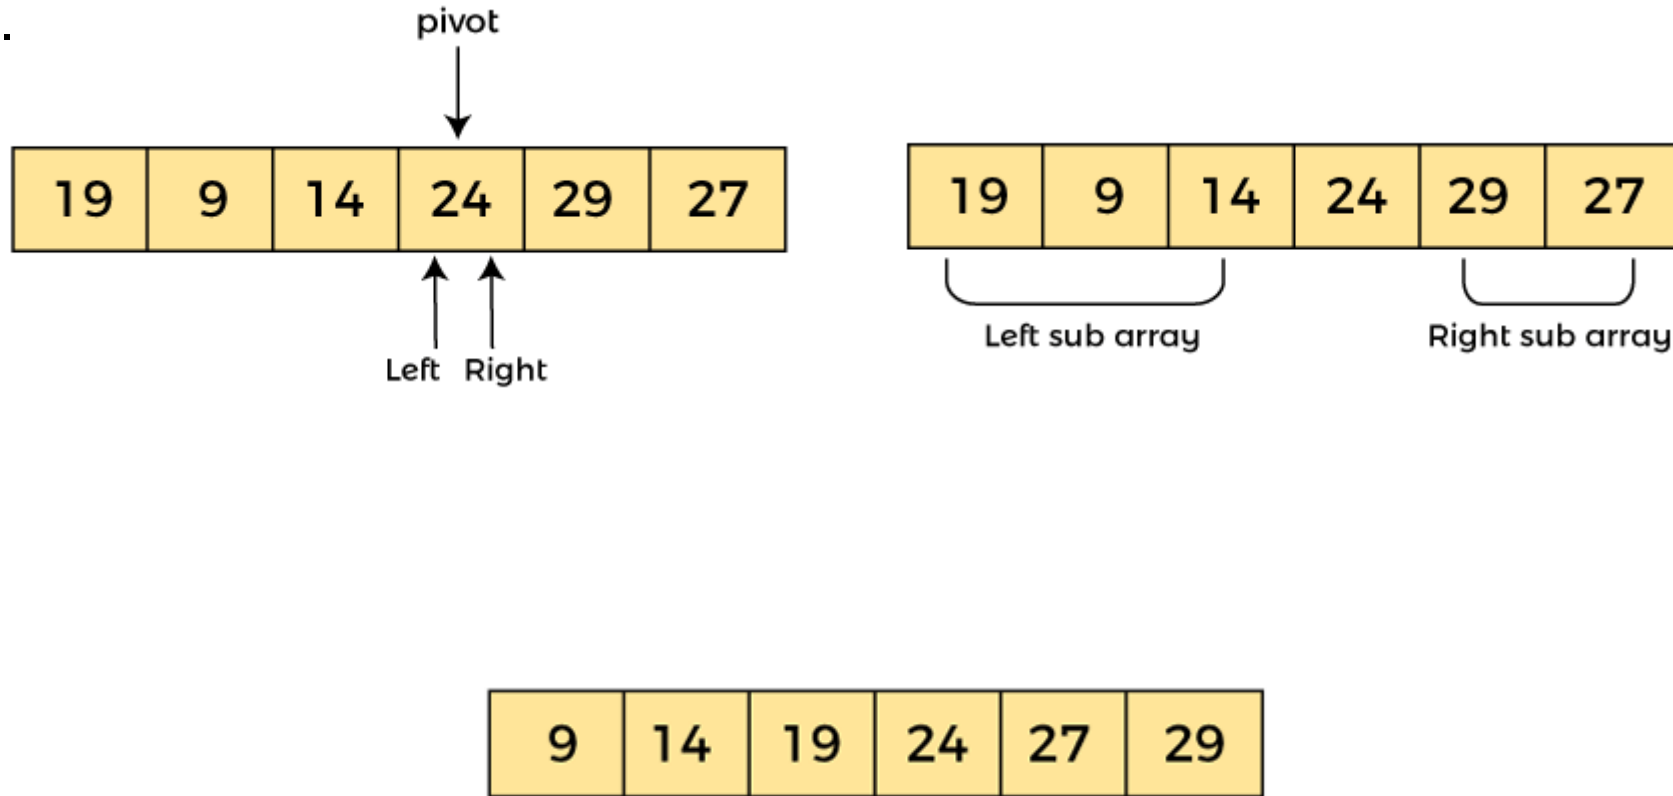 .
pivot
19 9 14 24 29 27
Left Right
19 9 14 24 29 27
Left sub array Right sub array
9 14 19 24 27 29